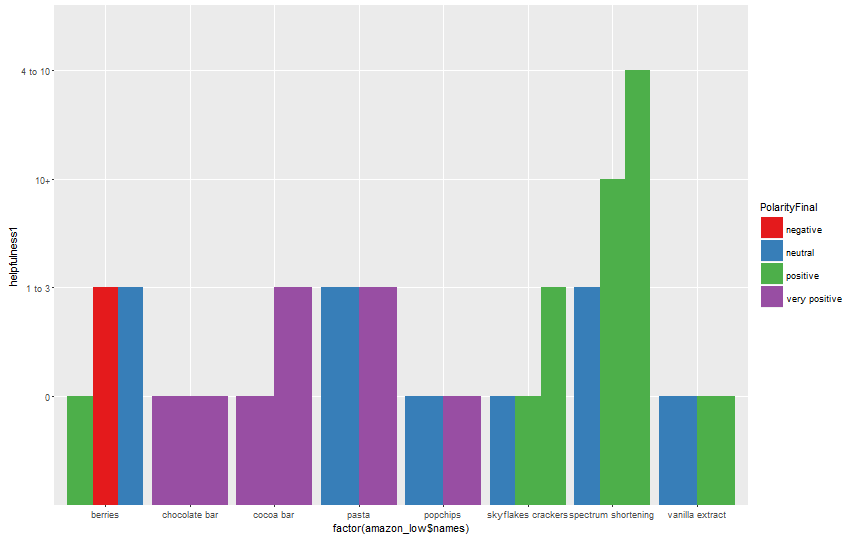 4 to 10
10+
1 to 3
0
helpfulness1
berries
chocolate bar
cocoa bar
pasta
popchips
skyflakes crackers
spectrum shortening
vanilla extract
factor(amazon_low$names)
PolarityFinal
negative
neutral
positive
very positive